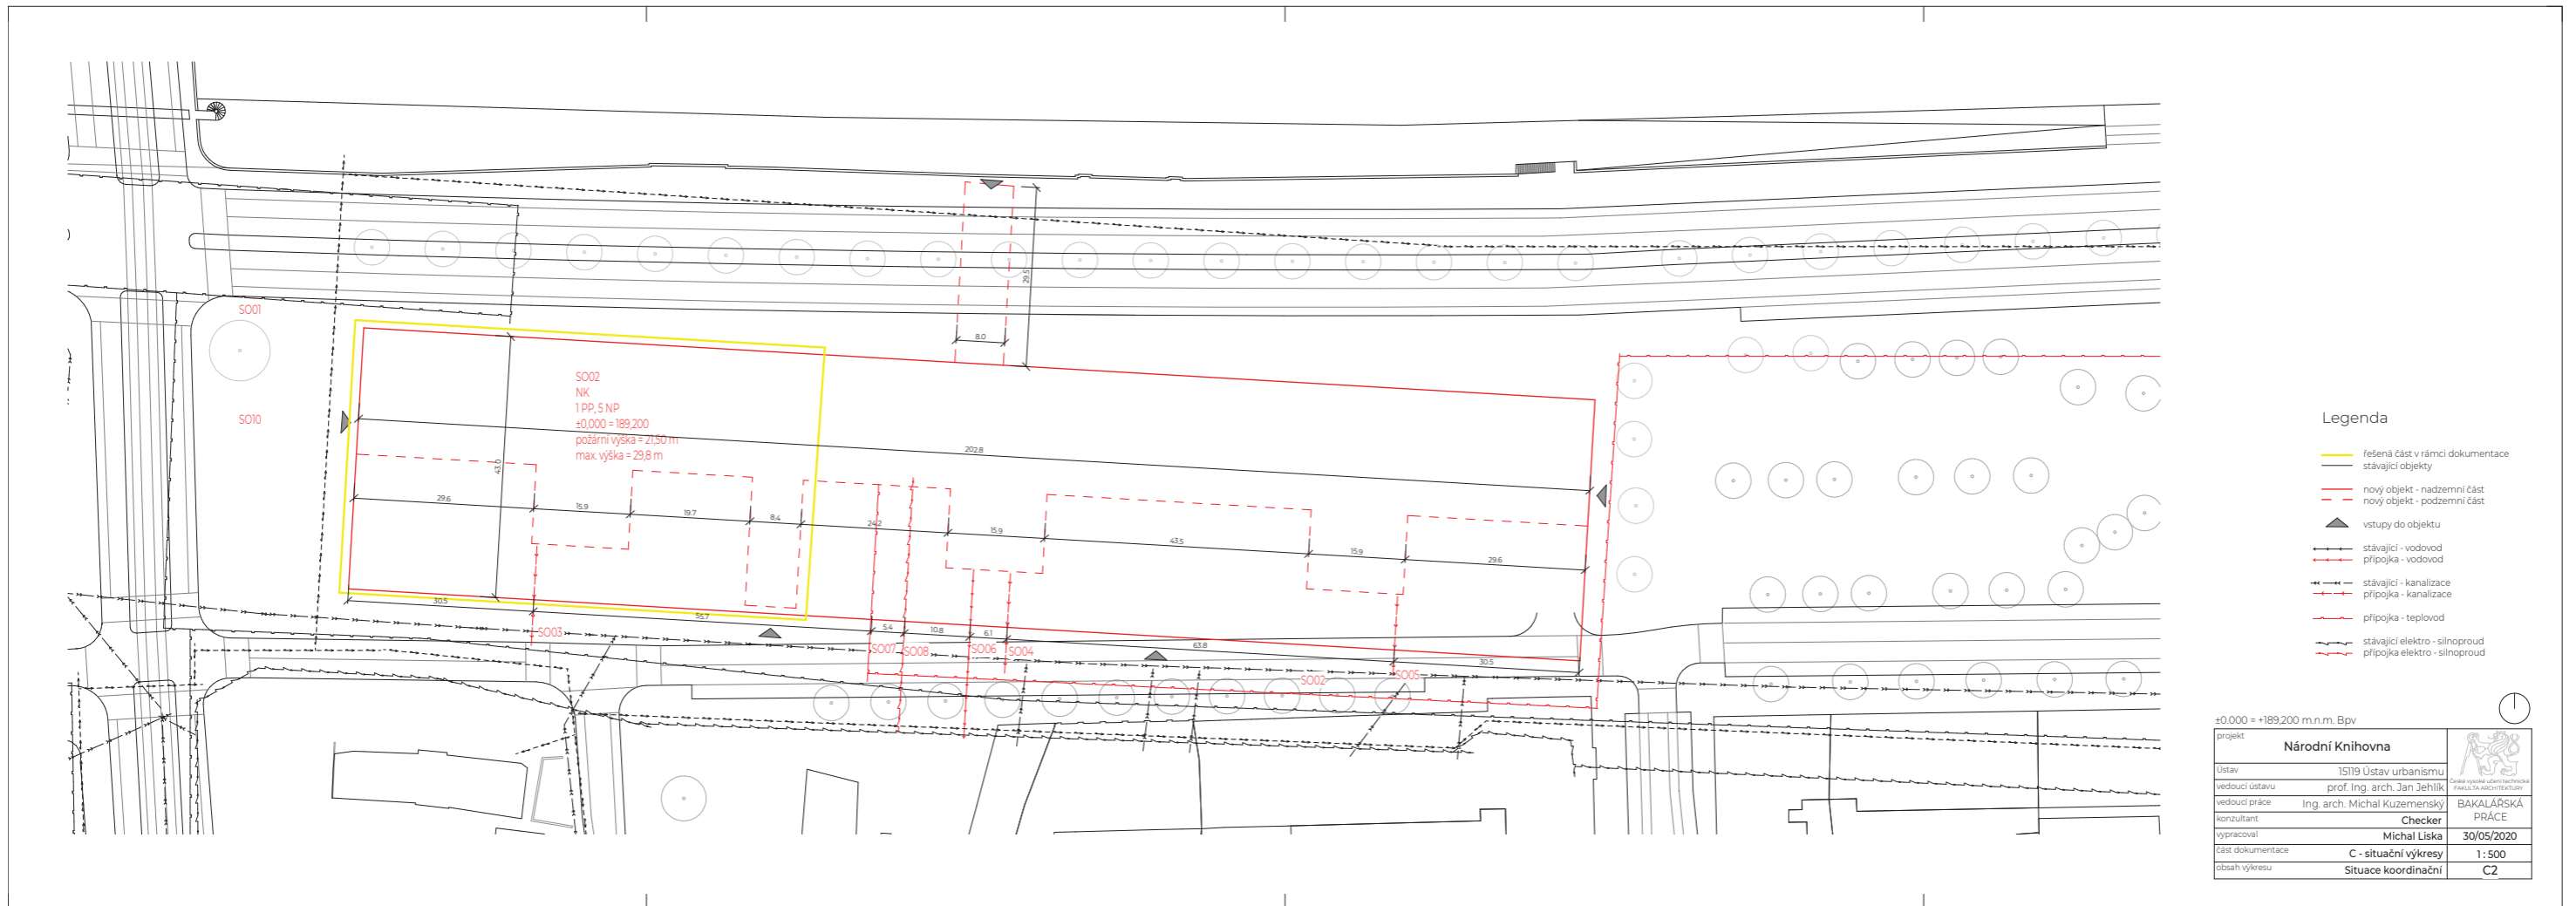 SO01
SO10
SO02
NK
1 PP, 5 NP
±0,000 = 189,200
požární výška = 21,50 m
max. výška = 29,8 m
29.5
8.0
43.0
202.8
29.6
15.9
19.7
8.4
24.2
15.9
43.5
15.9
29.6
30.5
55.7
5.4
10.8
6.1
63.8
30.5
SO03
SO07
SO08
SO06
SO04
SO02
SO05
Legenda
řešená část v rámci dokumentace
stávající objekty
nový objekt - nadzemní část
nový objekt - podzemní část
vstupy do objektu
stávající - vodovod
přípojka - vodovod
stávající - kanalizace
přípojka - kanalizace
přípojka - teplovod
stávající elektro - silnoproud
přípojka elektro - silnoproud
±0.000 = +189,200 m.n.m. Bpv
projekt
Národní Knihovna
Ústav 15119 Ústav urbanismu
České vysoké učení technické
FAKULTA ARCHITEKTURY
vedoucí ústavu prof. Ing. arch. Jan Jehlík
vedoucí práce Ing. arch. Michal Kuzemenský
BAKALÁŘSKÁ
PRÁCE
konzultant Checker
vypracoval Michal Liska 30/05/2020
část dokumentace C - situační výkresy 1 : 500
obsah výkresu Situace koordinační C2